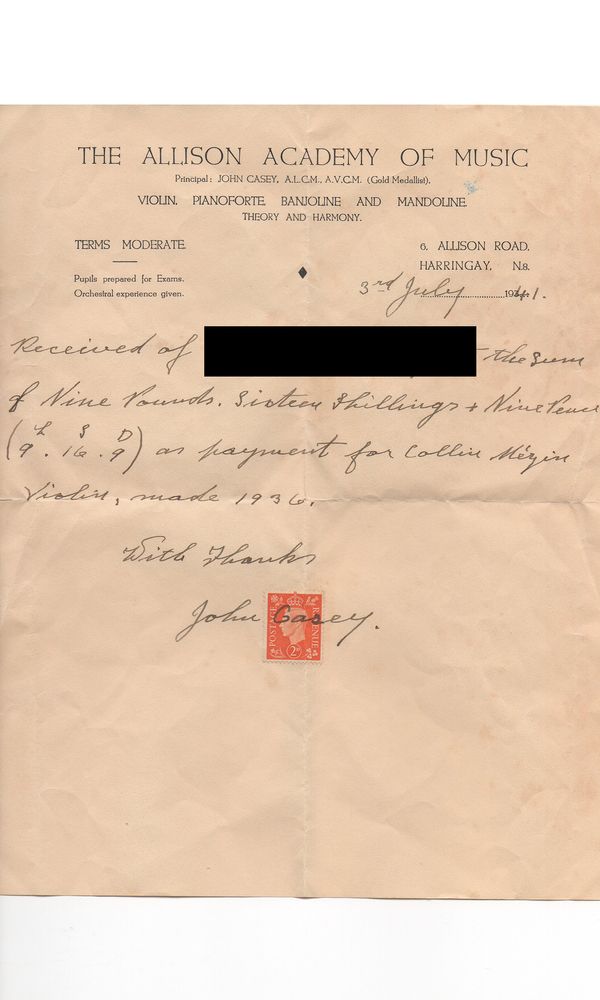 THE ALLISON ACADEMY OF MUSIC
Principal: JOHN CASEY, A.L.C.M., A.V.C.M. (Gold Medallist).
VIOLIN, PIANOFORTE, BANJOLINE AND MANDOLINE.
THEORY AND HARMONY.
TERMS MODERATE.
Pupils prepared for Exams.
Orchestral experience given.
6, ALLISON ROAD,
HARRINGAY, N.8.
3rd July 1941.
Received of the sum
of Nine Pounds. Sixteen Shillings + Nine Pence
£ S D
(9 . 16 . 9) as payment for Collin Mézin
Violin, made 1936.
With Thanks
John Casey.
POSTAGE REVENUE
2D